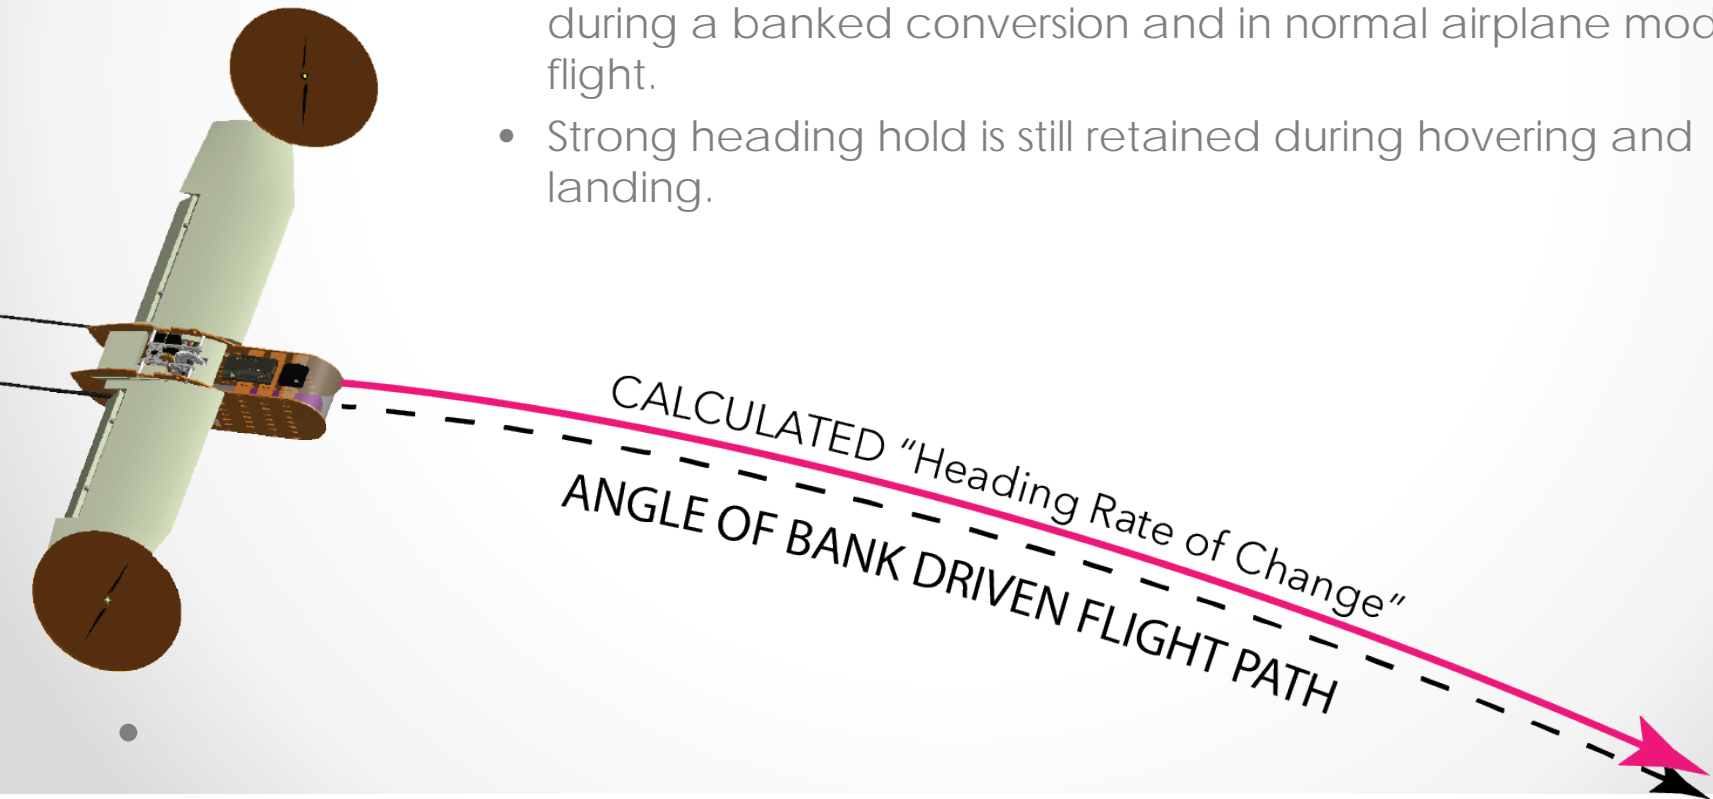 during a banked conversion and in normal airplane mod
flight.
• Strong heading hold is still retained during hovering and
landing.
CALCULATED “Heading Rate of Change”
ANGLE OF BANK DRIVEN FLIGHT PATH
•